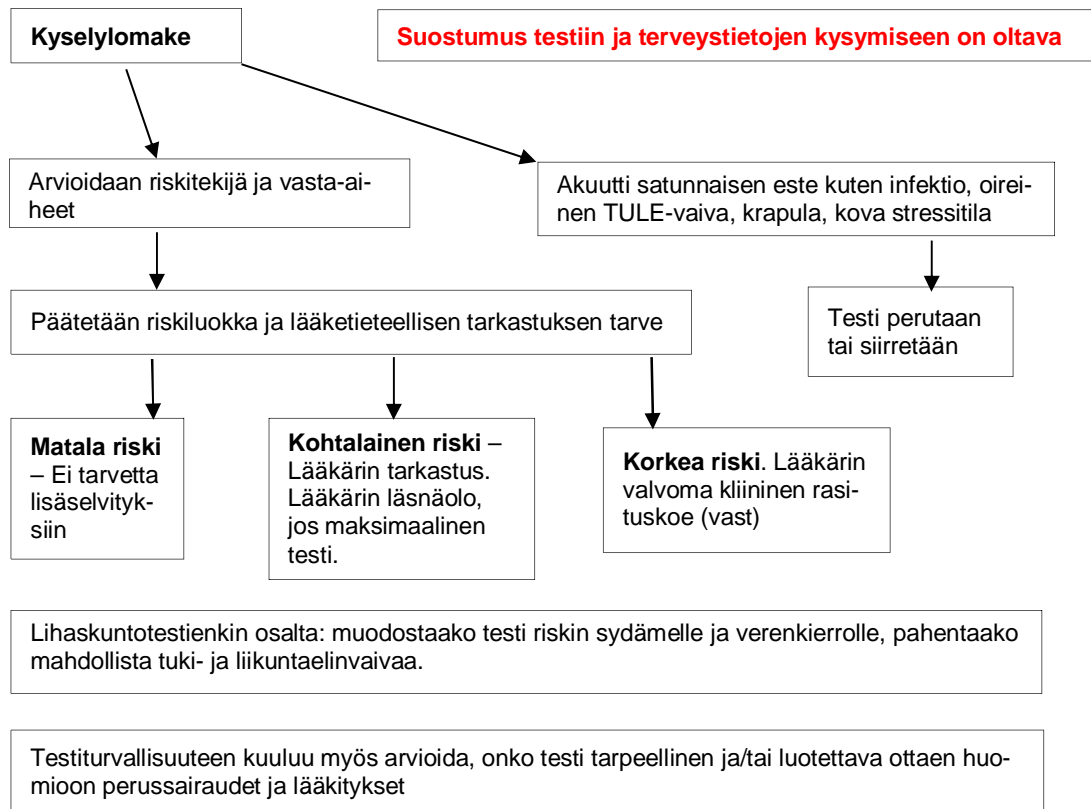 Kyselylomake
Suostumus testiin ja terveystietojen kysymiseen on oltava
Arvioidaan riskitekijä ja vasta-ai-
heet
Akuutti satunnaisen este kuten infektio, oirei-
nen TULE-vaiva, krapula, kova stressitila
Päätetään riskiluokka ja lääketieteellisen tarkastuksen tarve
Testi perutaan
tai siirretään
Matala riski
– Ei tarvetta
lisäselvityk-
siin
Kohtalainen riski –
Lääkärin tarkastus.
Lääkärin läsnäolo,
jos maksimaalinen
testi.
Korkea riski. Lääkärin
valvoma kliininen rasi-
tuskoe (vast)
Lihaskuntotestienkin osalta: muodostaako testi riskin sydämelle ja verenkierrolle, pahentaako
mahdollista tuki- ja liikuntaelinvaivaa.
Testiturvallisuuteen kuuluu myös arvioida, onko testi tarpeellinen ja/tai luotettava ottaen huo-
mioon perussairaudet ja lääkitykset